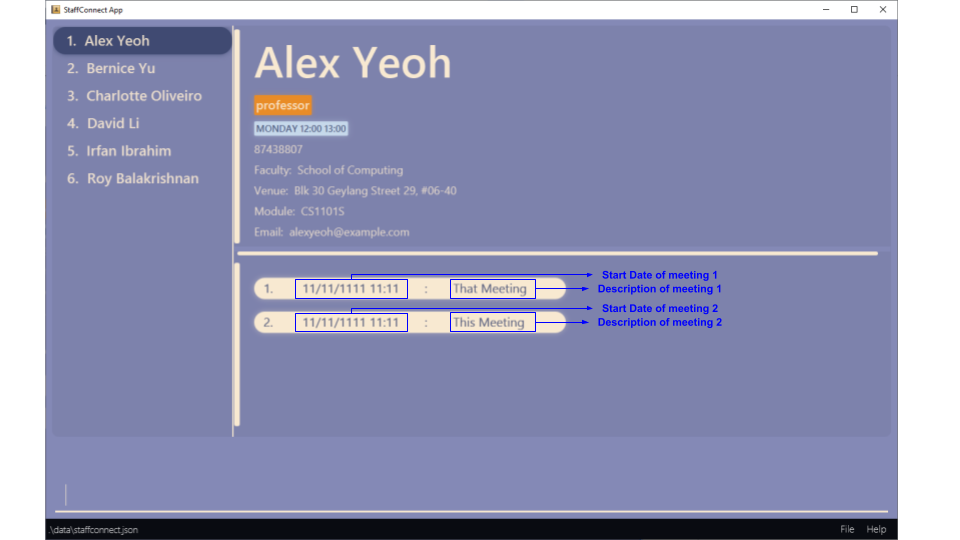 StaffConnect App
1. Alex Yeoh
2. Bernice Yu
3. Charlotte Oliveiro
4. David Li
5. Irfan Ibrahim
6. Roy Balakrishnan
Alex Yeoh
professor
MONDAY 12:00 13:00
87438807
Faculty: School of Computing
Venue: Blk 30 Geylang Street 29, #06-40
Module: CS1101S
Email: alexyeoh@example.com
Start Date of meeting 1
1. 11/11/1111 11:11 : That Meeting Description of meeting 1
Start Date of meeting 2
2. 11/11/1111 11:11 : This Meeting Description of meeting 2
.\data\staffconnect.json
File Help